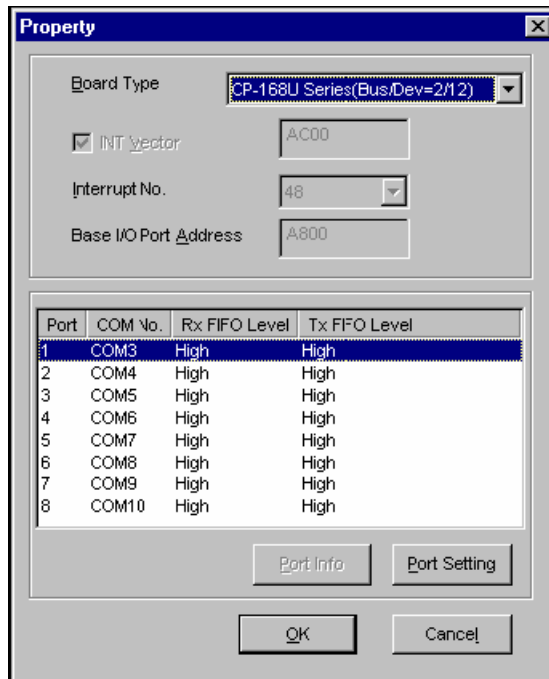 Property
Board Type CP-168U Series(Bus/Dev=2/12)
INT Vector AC00
Interrupt No. 48
Base I/O Port Address A800
Port COM No. Rx FIFO Level Tx FIFO Level
1 COM3 High High
2 COM4 High High
3 COM5 High High
4 COM6 High High
5 COM7 High High
6 COM8 High High
7 COM9 High High
8 COM10 High High
Port Info Port Setting
OK Cancel